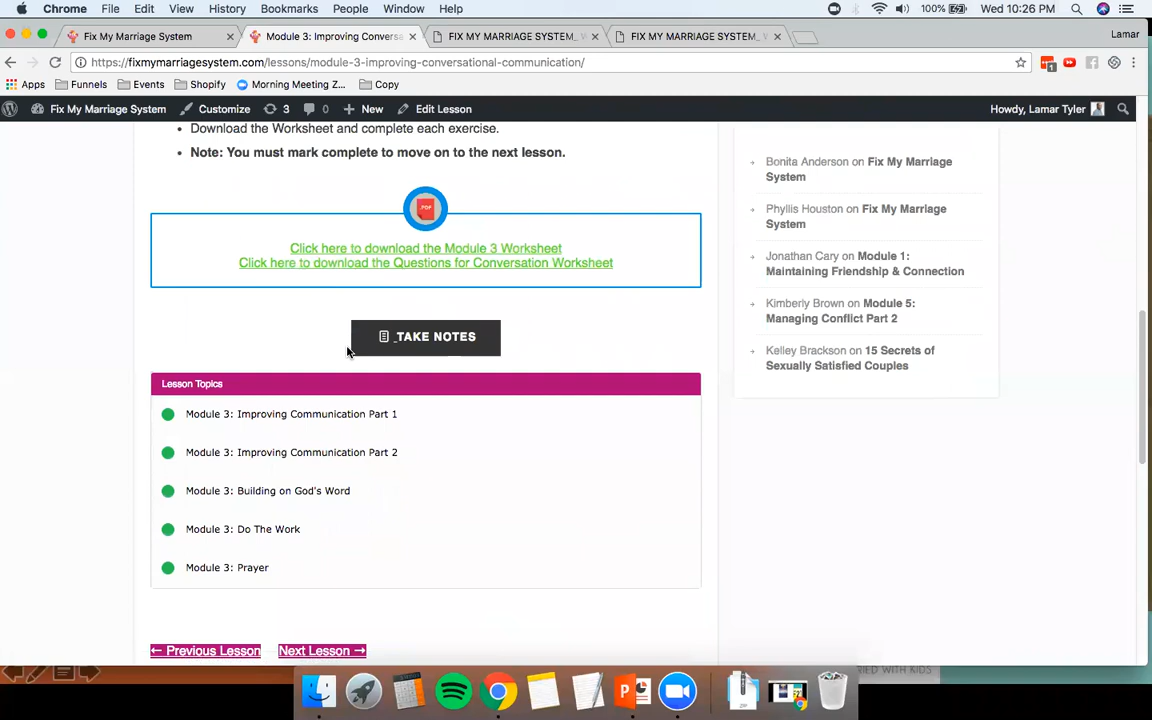 Chrome File Edit View History Bookmarks People Window Help 100% Wed 10:26 PM
Fix My Marriage System × Module 3: Improving Convers × FIX MY MARRIAGE SYSTEM_ W × FIX MY MARRIAGE SYSTEM_ W × Lamar
https://fixmymarriagesystem.com/lessons/module-3-improving-conversational-communication/ 1
Apps Funnels Events Shopify Morning Meeting Z... Copy
Fix My Marriage System Customize 3 0 New Edit Lesson Howdy, Lamar Tyler
• Download the Worksheet and complete each exercise.
• Note: You must mark complete to move on to the next lesson.
PDF
Click here to download the Module 3 Worksheet
Click here to download the Questions for Conversation Worksheet
TAKE NOTES
Lesson Topics
Module 3: Improving Communication Part 1
Module 3: Improving Communication Part 2
Module 3: Building on God's Word
Module 3: Do The Work
Module 3: Prayer
← Previous Lesson Next Lesson →
Bonita Anderson on Fix My Marriage
System
Phyllis Houston on Fix My Marriage
System
Jonathan Cary on Module 1:
Maintaining Friendship & Connection
Kimberly Brown on Module 5:
Managing Conflict Part 2
Kelley Brackson on 15 Secrets of
Sexually Satisfied Couples
WITH KIDS